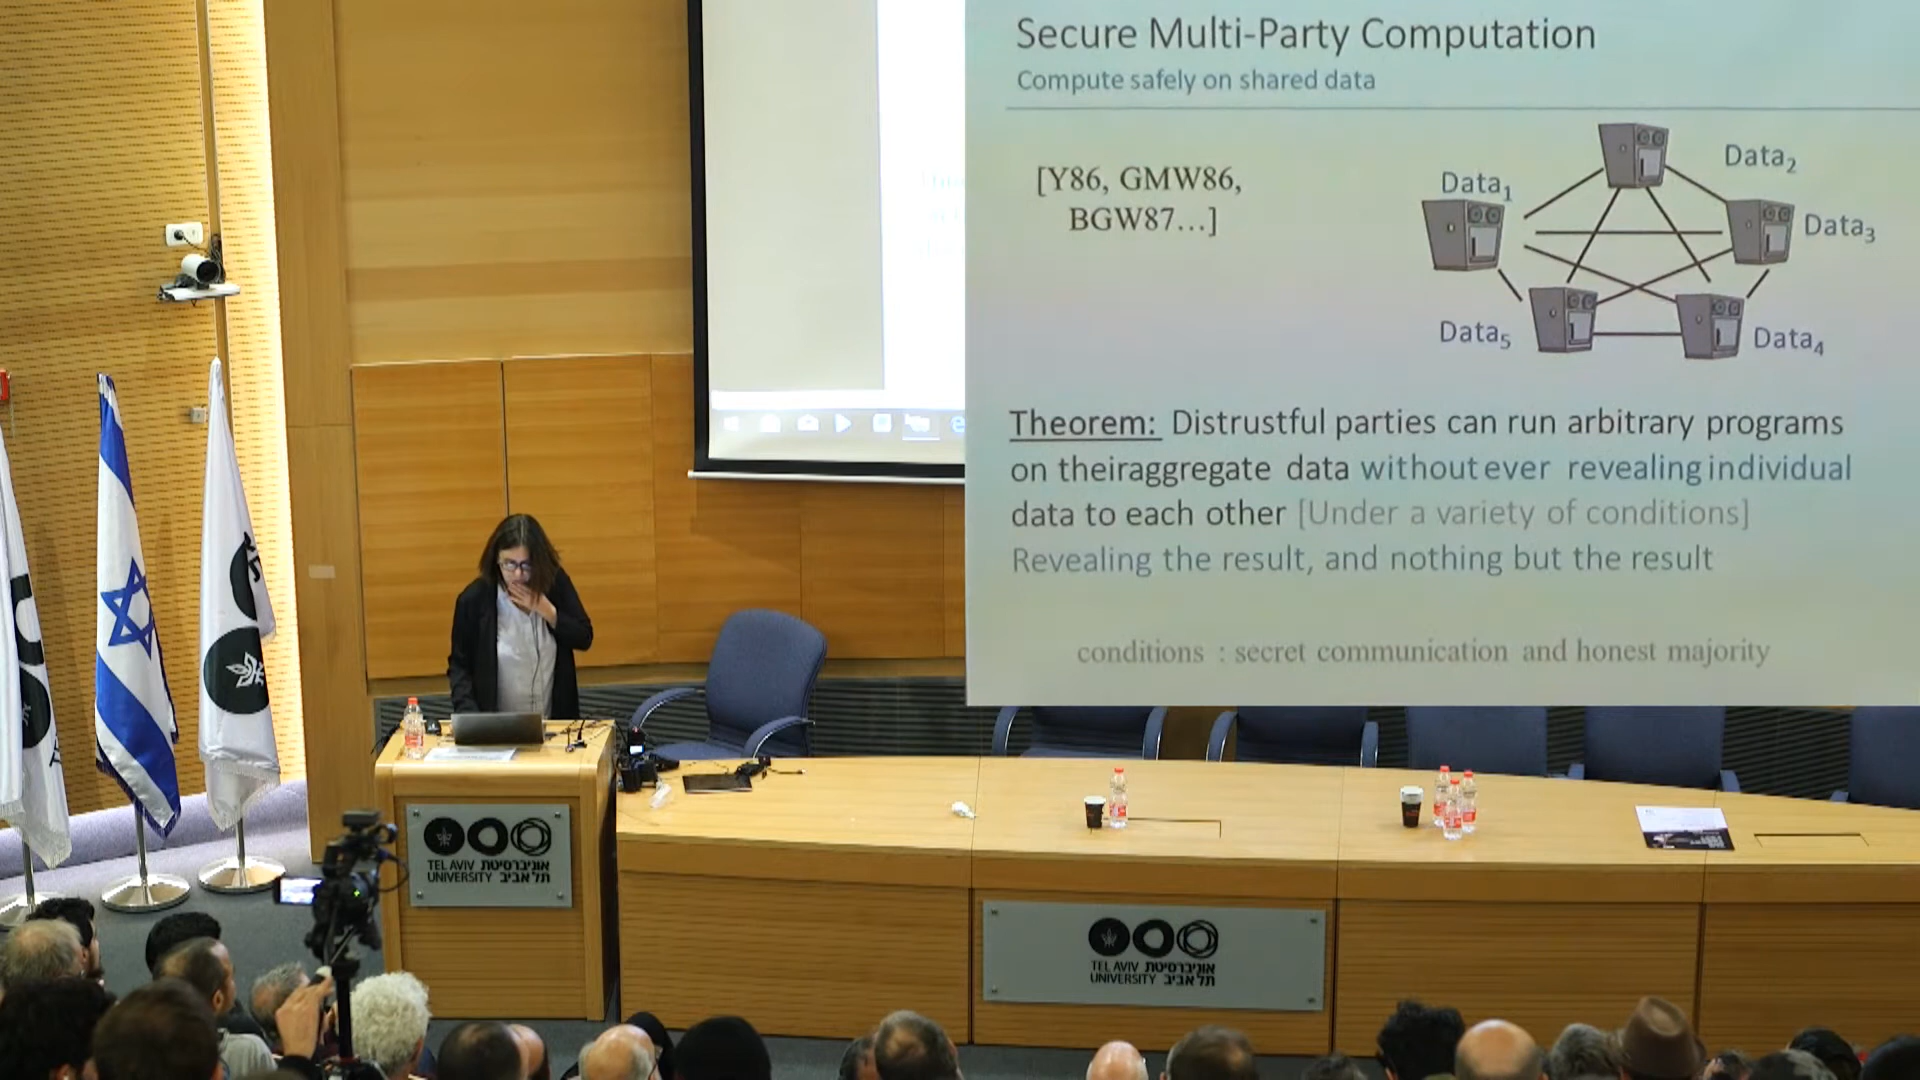 Secure Multi-Party Computation
Compute safely on shared data
[Y86, GMW86,
BGW87...]
Data1
Data2
Data3
Data4
Data5
Theorem: Distrustful parties can run arbitrary programs
on theiraggregate data without ever revealing individual
data to each other [Under a variety of conditions]
Revealing the result, and nothing but the result
conditions : secret communication and honest majority
TEL AVIV אוניברסיטת
UNIVERSITY תל אביב
TEL AVIV אוניברסיטת
UNIVERSITY תל אביב